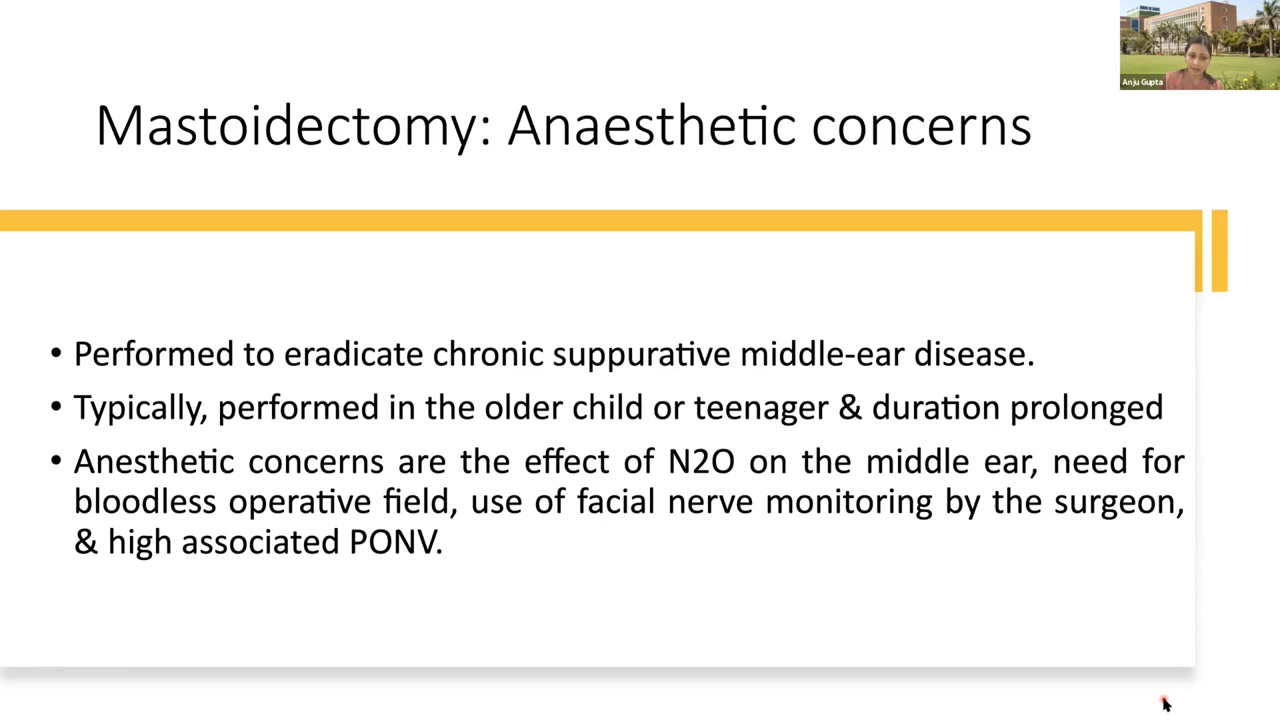 Anju Gupta
Mastoidectomy: Anaesthetic concerns
• Performed to eradicate chronic suppurative middle-ear disease.
• Typically, performed in the older child or teenager & duration prolonged
• Anesthetic concerns are the effect of N2O on the middle ear, need for
bloodless operative field, use of facial nerve monitoring by the surgeon,
& high associated PONV.